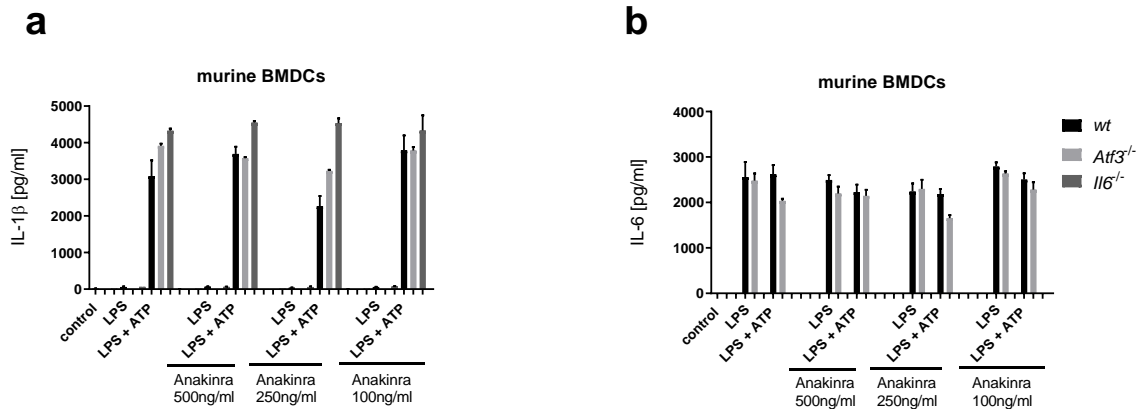 a
murine BMDCs
IL-1β [pg/ml]
5000
4000
3000
2000
1000
0
control
LPS
LPS + ATP
LPS
LPS + ATP
LPS
LPS + ATP
LPS
LPS + ATP
Anakinra
500ng/ml
Anakinra
250ng/ml
Anakinra
100ng/ml
b
murine BMDCs
IL-6 [pg/ml]
4000
3000
2000
1000
0
control
LPS
LPS + ATP
LPS
LPS + ATP
LPS
LPS + ATP
LPS
LPS + ATP
Anakinra
500ng/ml
Anakinra
250ng/ml
Anakinra
100ng/ml
wt
Atf3-/-
Il6-/-